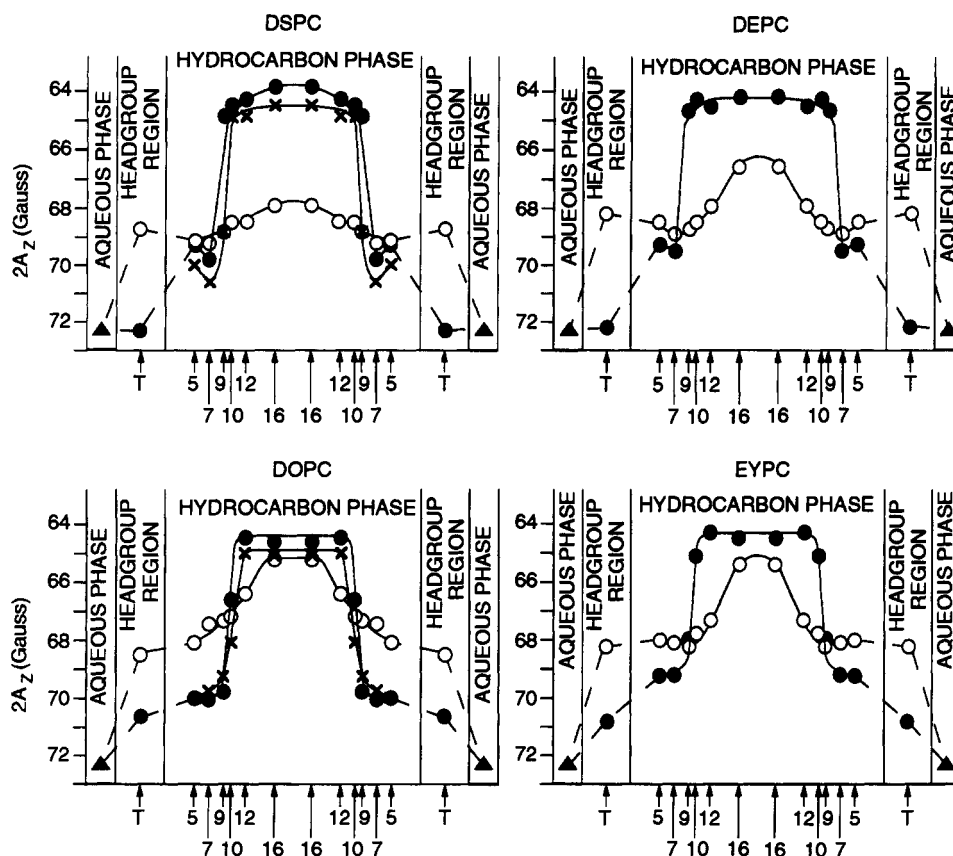 DSPC
HYDROCARBON PHASE
AQUEOUS PHASE
HEADGROUP
REGION
HEADGROUP
REGION
AQUEOUS PHASE
2A_Z (Gauss)
64
66
68
70
72
T
5
7
9
10
12
16
16
12
10
9
7
5
T
DEPC
HYDROCARBON PHASE
AQUEOUS PHASE
HEADGROUP
REGION
HEADGROUP
REGION
AQUEOUS PHASE
T
5
7
9
10
12
16
16
12
10
9
7
5
T
DOPC
HYDROCARBON PHASE
AQUEOUS PHASE
HEADGROUP
REGION
HEADGROUP
REGION
AQUEOUS PHASE
2A_Z (Gauss)
64
66
68
70
72
T
5
7
9
10
12
16
16
12
10
9
7
5
T
EYPC
HYDROCARBON PHASE
AQUEOUS PHASE
HEADGROUP
REGION
HEADGROUP
REGION
AQUEOUS PHASE
T
5
7
9
10
12
16
16
12
10
9
7
5
T